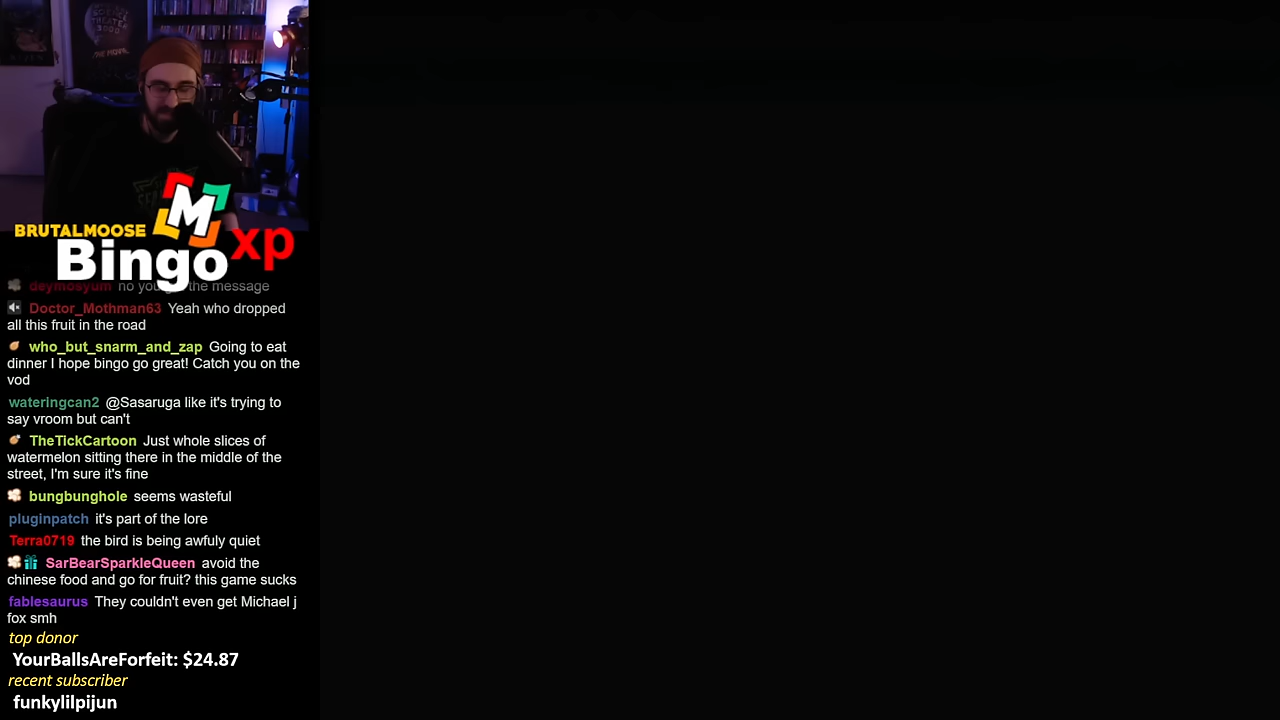 BRUTALMOOSE
M
Bingo xp
deymosyum no you the message
Doctor_Mothman63 Yeah who dropped
all this fruit in the road
who_but_snarm_and_zap Going to eat
dinner I hope bingo go great! Catch you on the
vod
wateringcan2 @Sasaruga like it's trying to
say vroom but can't
TheTickCartoon Just whole slices of
watermelon sitting there in the middle of the
street, I'm sure it's fine
bungbunghole seems wasteful
pluginpatch it's part of the lore
Terra0719 the bird is being awfuly quiet
SarBearSparkleQueen avoid the
chinese food and go for fruit? this game sucks
fablesaurus They couldn't even get Michael j
fox smh
top donor
YourBallsAreForfeit: $24.87
recent subscriber
funkylilpijun